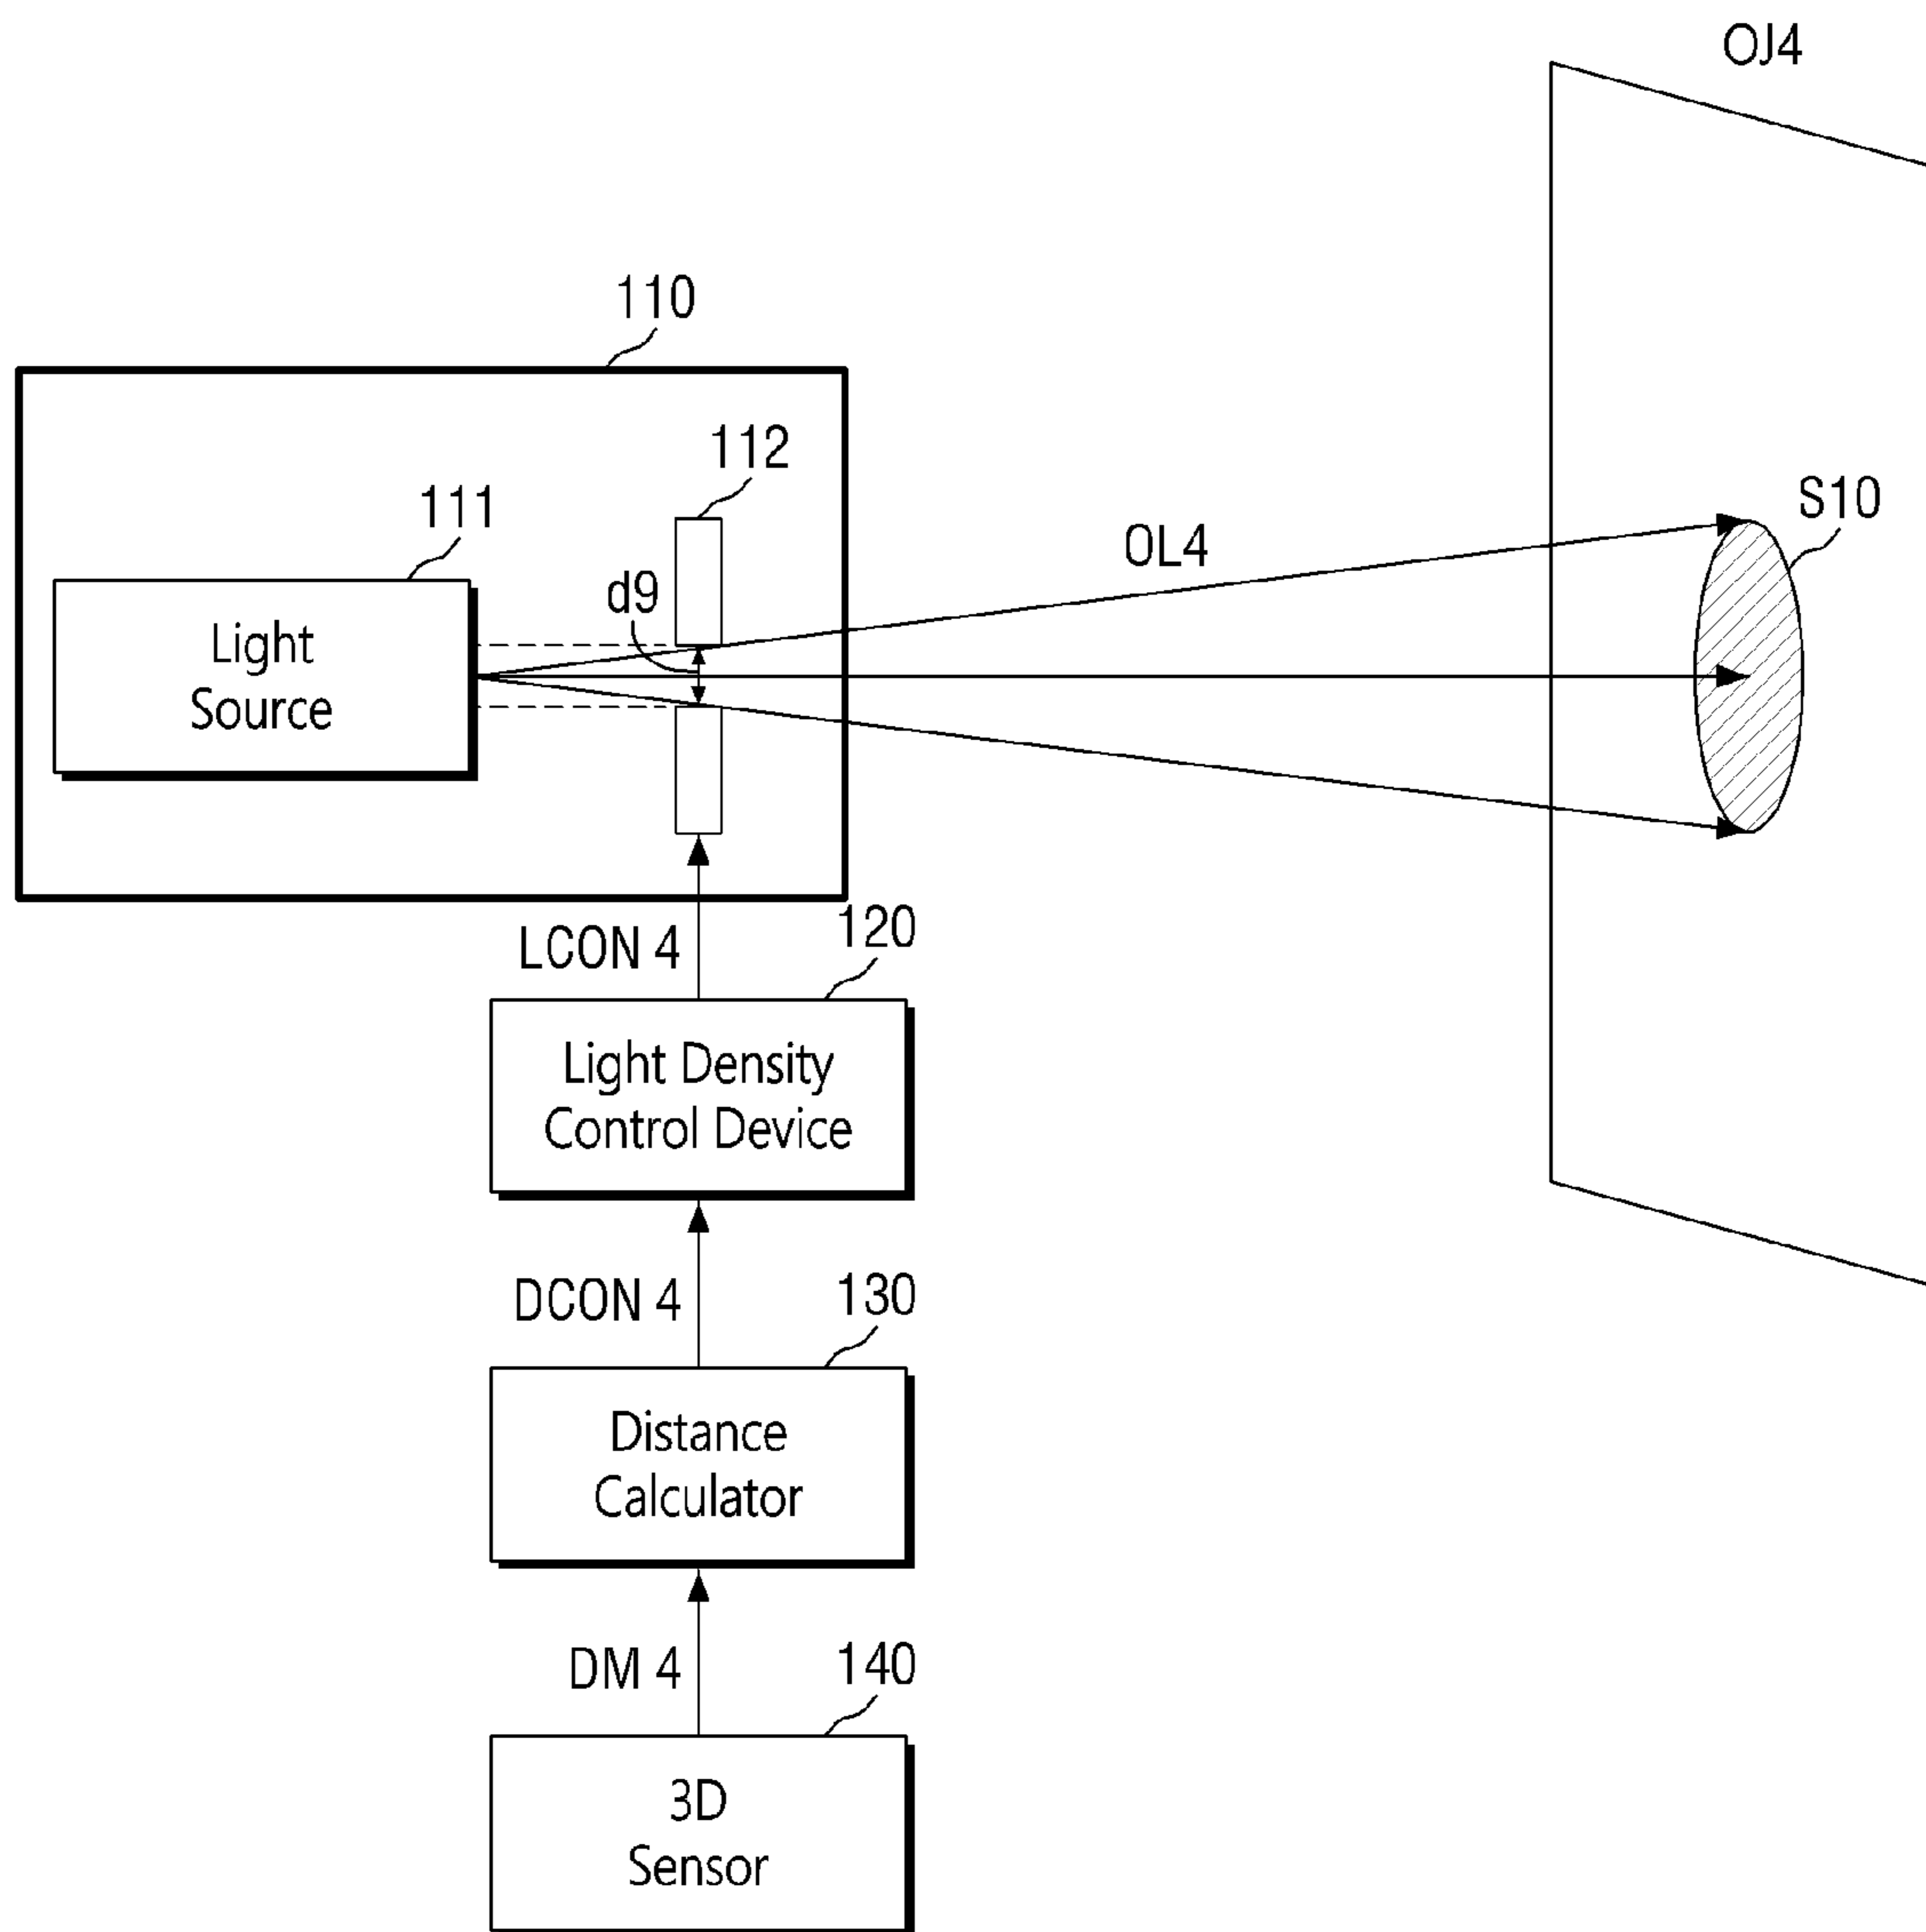 OJ4
110
112
111
S10
OL4
d9
Light
Source
120
LCON 4
Light Density
Control Device
130
DCON 4
Distance
Calculator
140
DM 4
3D
Sensor